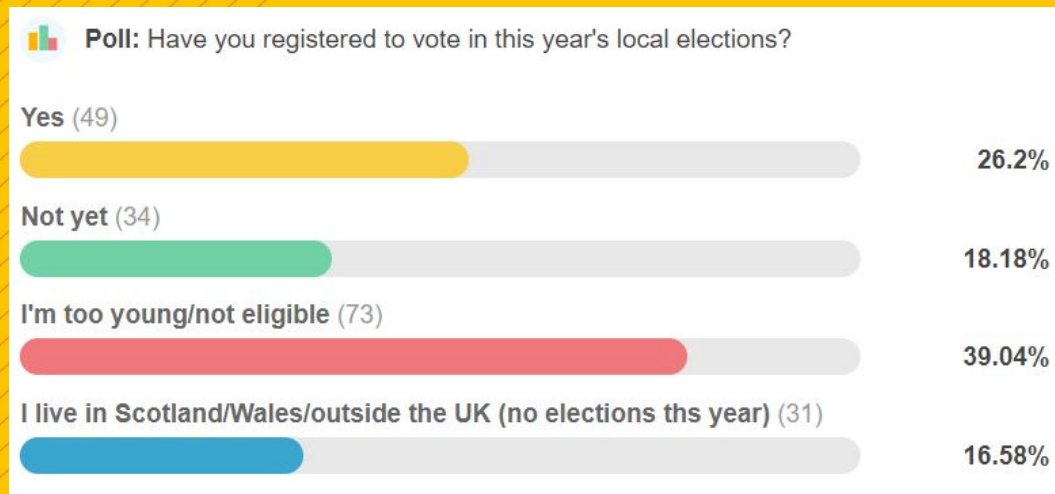 Poll: Have you registered to vote in this year's local elections?
Yes (49)
26.2%
Not yet (34)
18.18%
I'm too young/not eligible (73)
39.04%
I live in Scotland/Wales/outside the UK (no elections ths year) (31)
16.58%